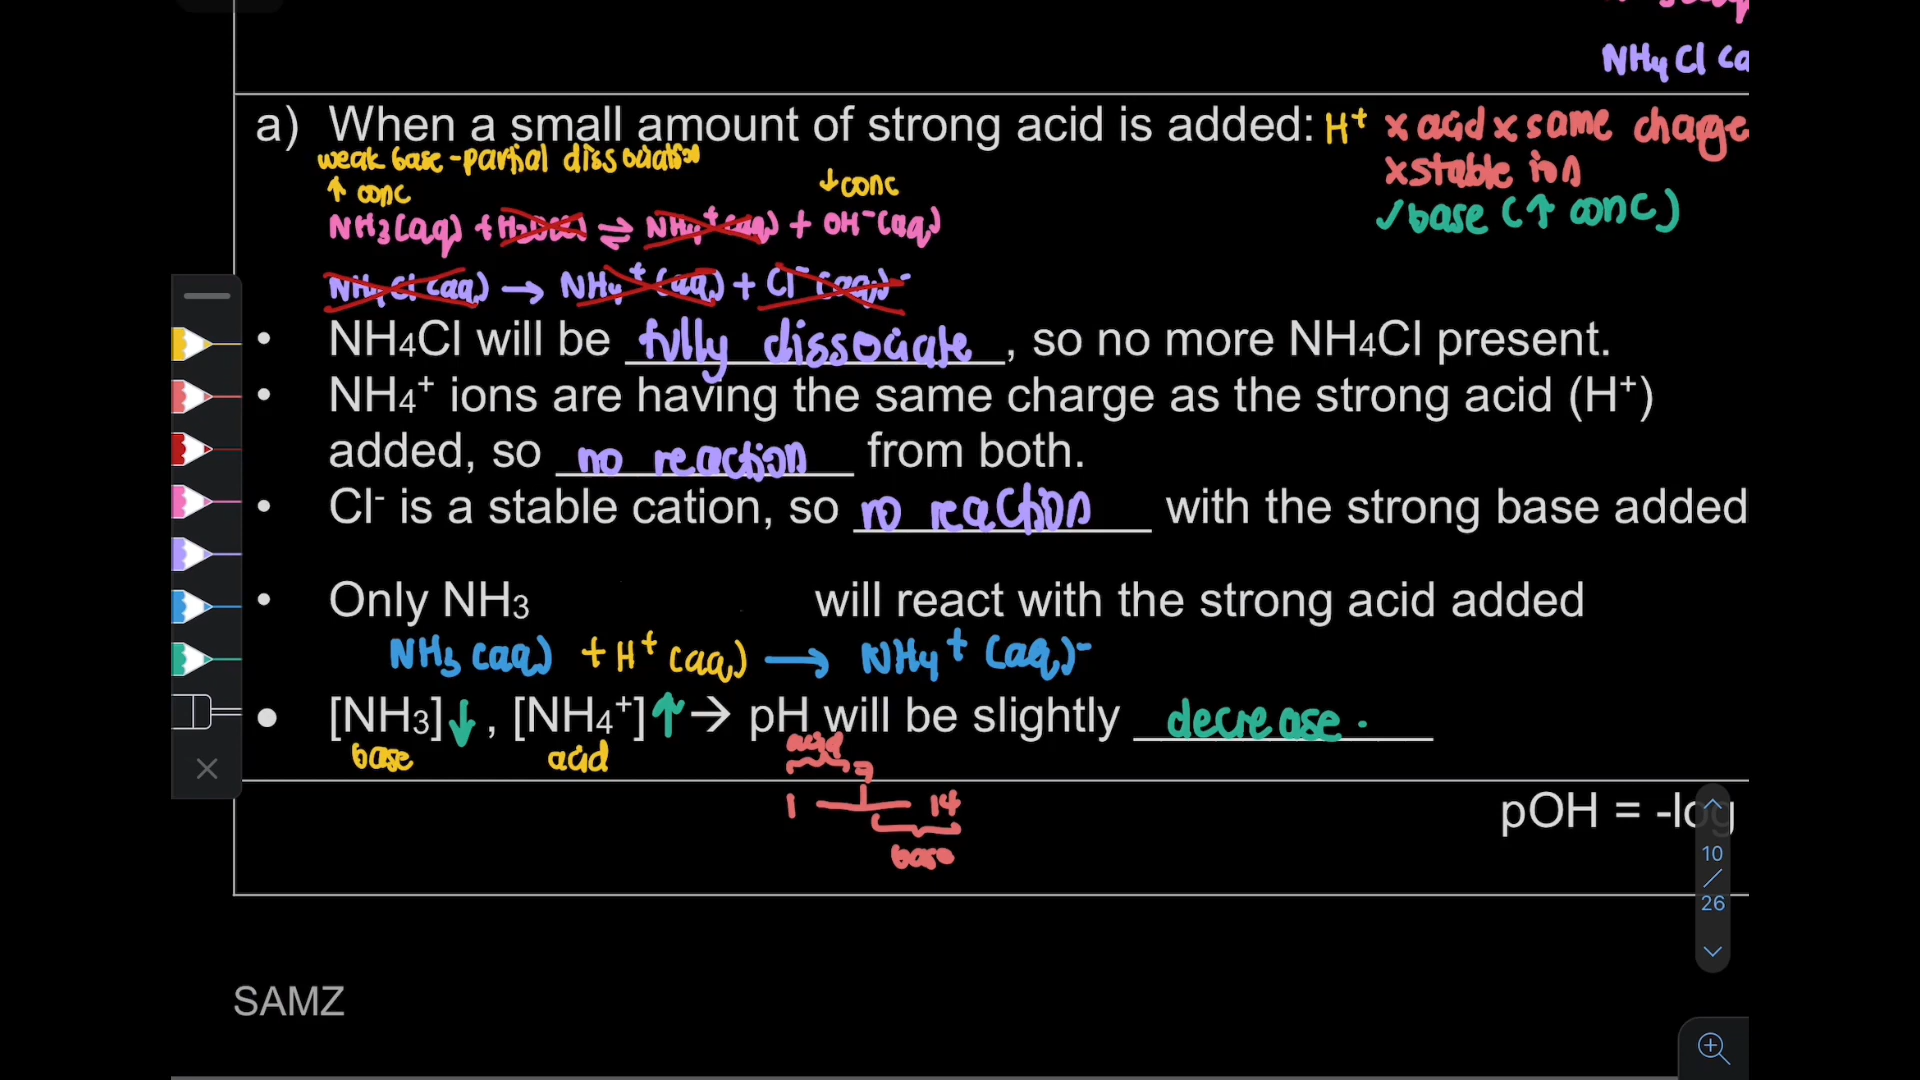 NH4Cl (a
a) When a small amount of strong acid is added: H⁺ x acid x same charge
weak base-partial dissociation
x stable ion
↑ conc ↓conc
✓base (↑ conc)
NH3(aq) + H2O(l) ⇌ NH4⁺(aq) + OH⁻(aq)
NH4Cl (aq) → NH4⁺(aq) + Cl⁻(aq)
• NH4Cl will be fully dissociate, so no more NH4Cl present.
• NH4⁺ ions are having the same charge as the strong acid (H⁺)
added, so no reaction from both.
• Cl⁻ is a stable cation, so no reaction with the strong base added
• Only NH3 will react with the strong acid added
NH3 (aq) + H⁺ (aq) → NH4⁺ (aq)
• [NH3]↓, [NH4⁺]↑→ pH will be slightly decrease.
base acid
acid
7
1 14
base
pOH = -log
10
/
26
SAMZ